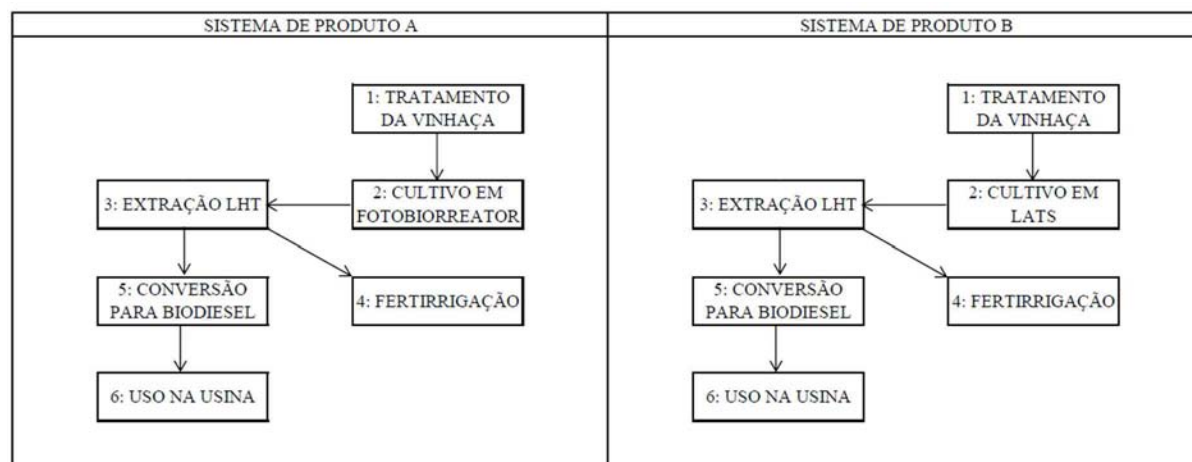 SISTEMA DE PRODUTO A
1: TRATAMENTO
DA VINHAÇA
2: CULTIVO EM
FOTOBIORREATOR
3: EXTRAÇÃO LHT
4: FERTIRRIGAÇÃO
5: CONVERSÃO
PARA BIODIESEL
6: USO NA USINA
SISTEMA DE PRODUTO B
1: TRATAMENTO
DA VINHAÇA
2: CULTIVO EM
LATS
3: EXTRAÇÃO LHT
4: FERTIRRIGAÇÃO
5: CONVERSÃO
PARA BIODIESEL
6: USO NA USINA